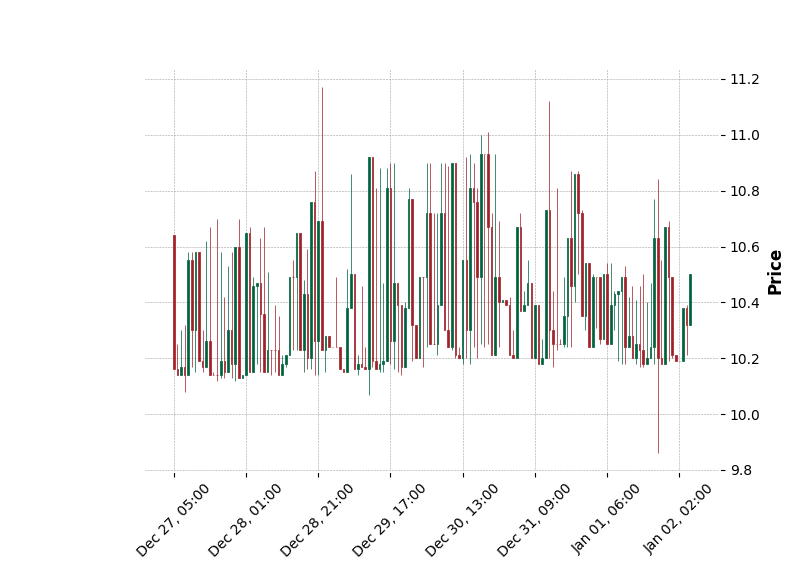 11.2
11.0
10.8
10.6
10.4
10.2
10.0
9.8
Price
Dec 27, 05:00
Dec 28, 01:00
Dec 28, 21:00
Dec 29, 17:00
Dec 30, 13:00
Dec 31, 09:00
Jan 01, 06:00
Jan 02, 02:00